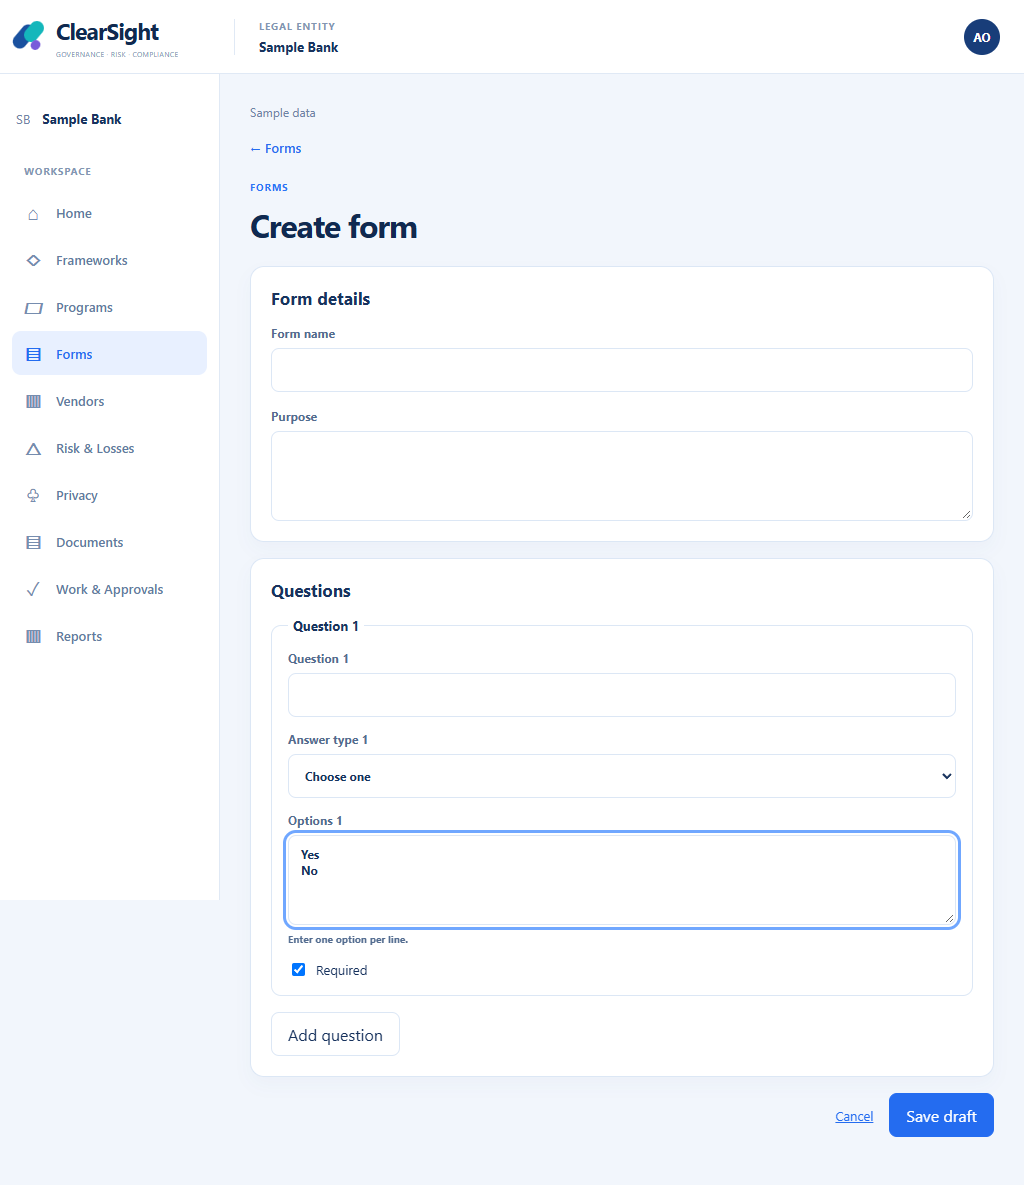 ClearSight
GOVERNANCE · RISK · COMPLIANCE
LEGAL ENTITY
Sample Bank
AO
SB Sample Bank
WORKSPACE
Home
Frameworks
Programs
Forms
Vendors
Risk & Losses
Privacy
Documents
Work & Approvals
Reports
Sample data
← Forms
FORMS
Create form
Form details
Form name
Purpose
Questions
Question 1
Question 1
Answer type 1
Choose one
Options 1
Yes
No
Enter one option per line.
Required
Add question
Cancel
Save draft